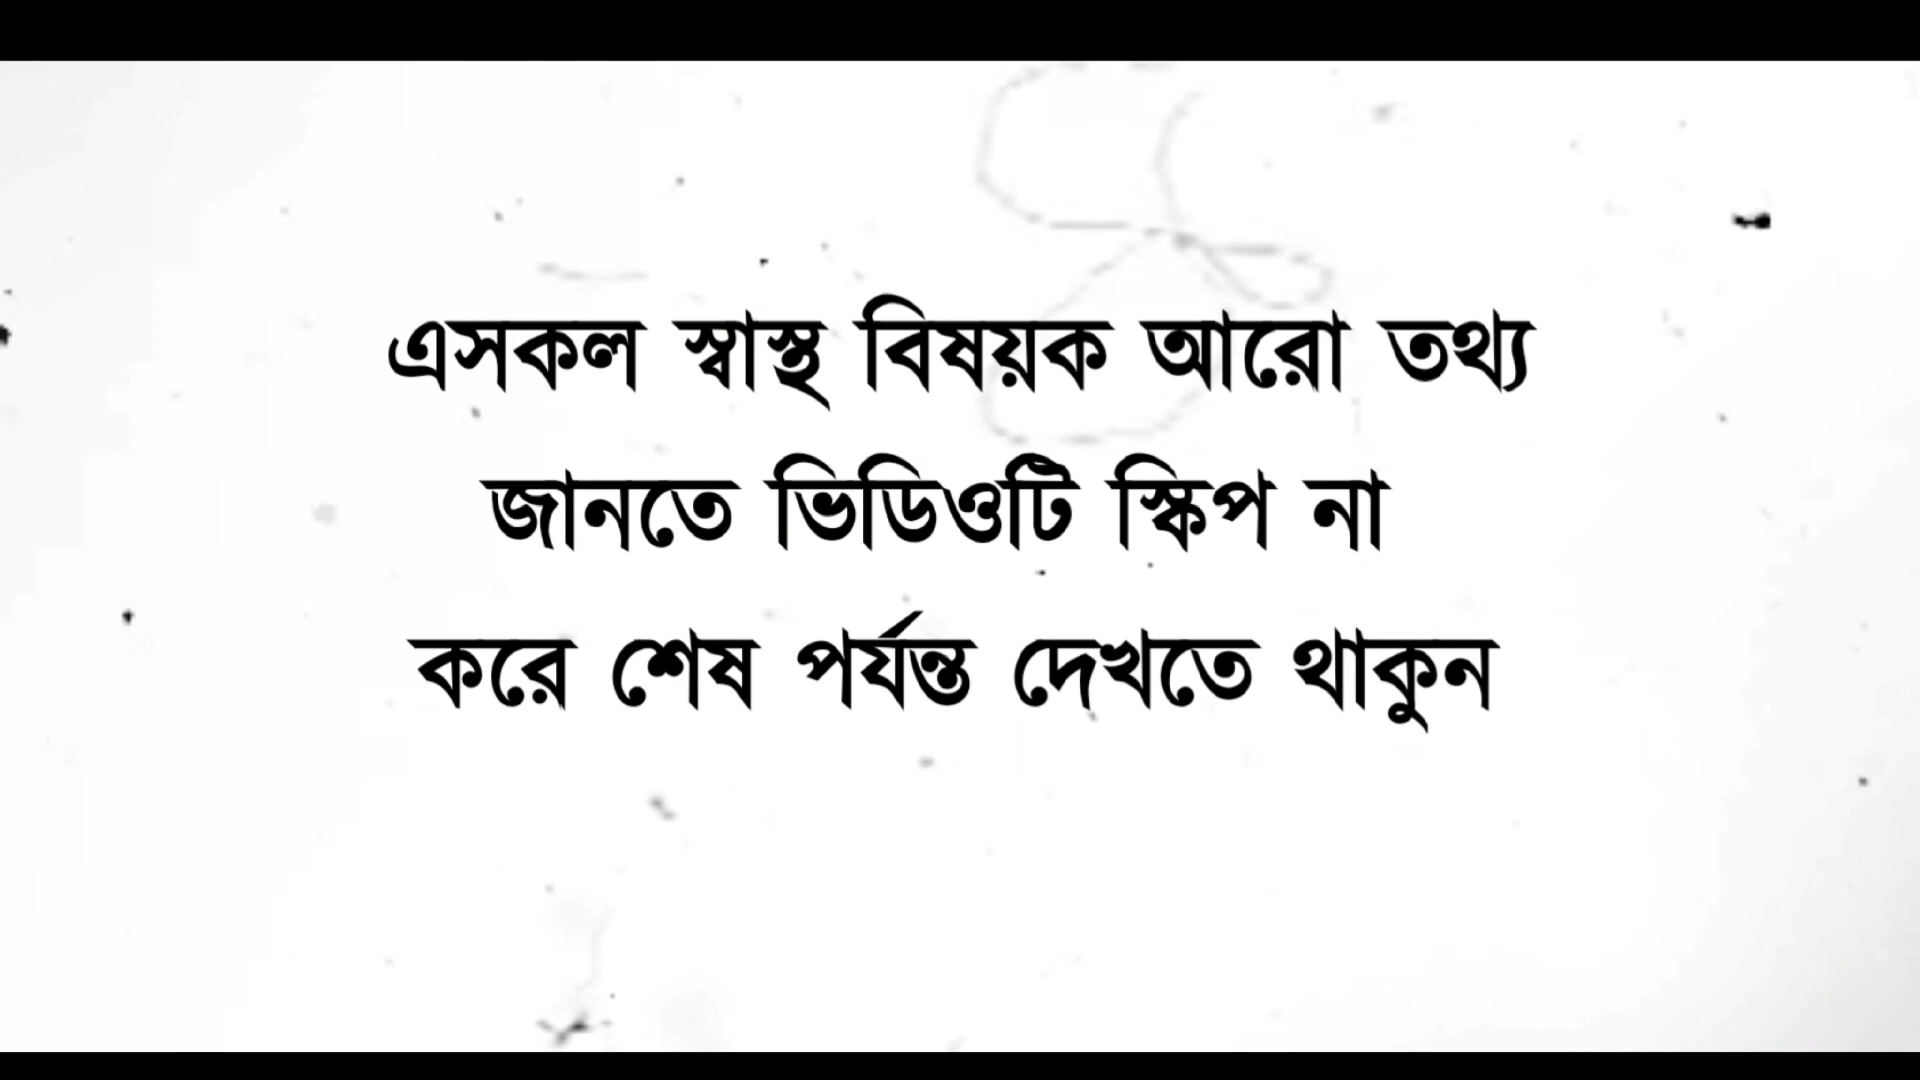 এসকল স্বাস্থ বিষয়ক আরো তথ্য
জানতে ভিডিওটি স্কিপ না
করে শেষ পর্যন্ত দেখতে থাকুন